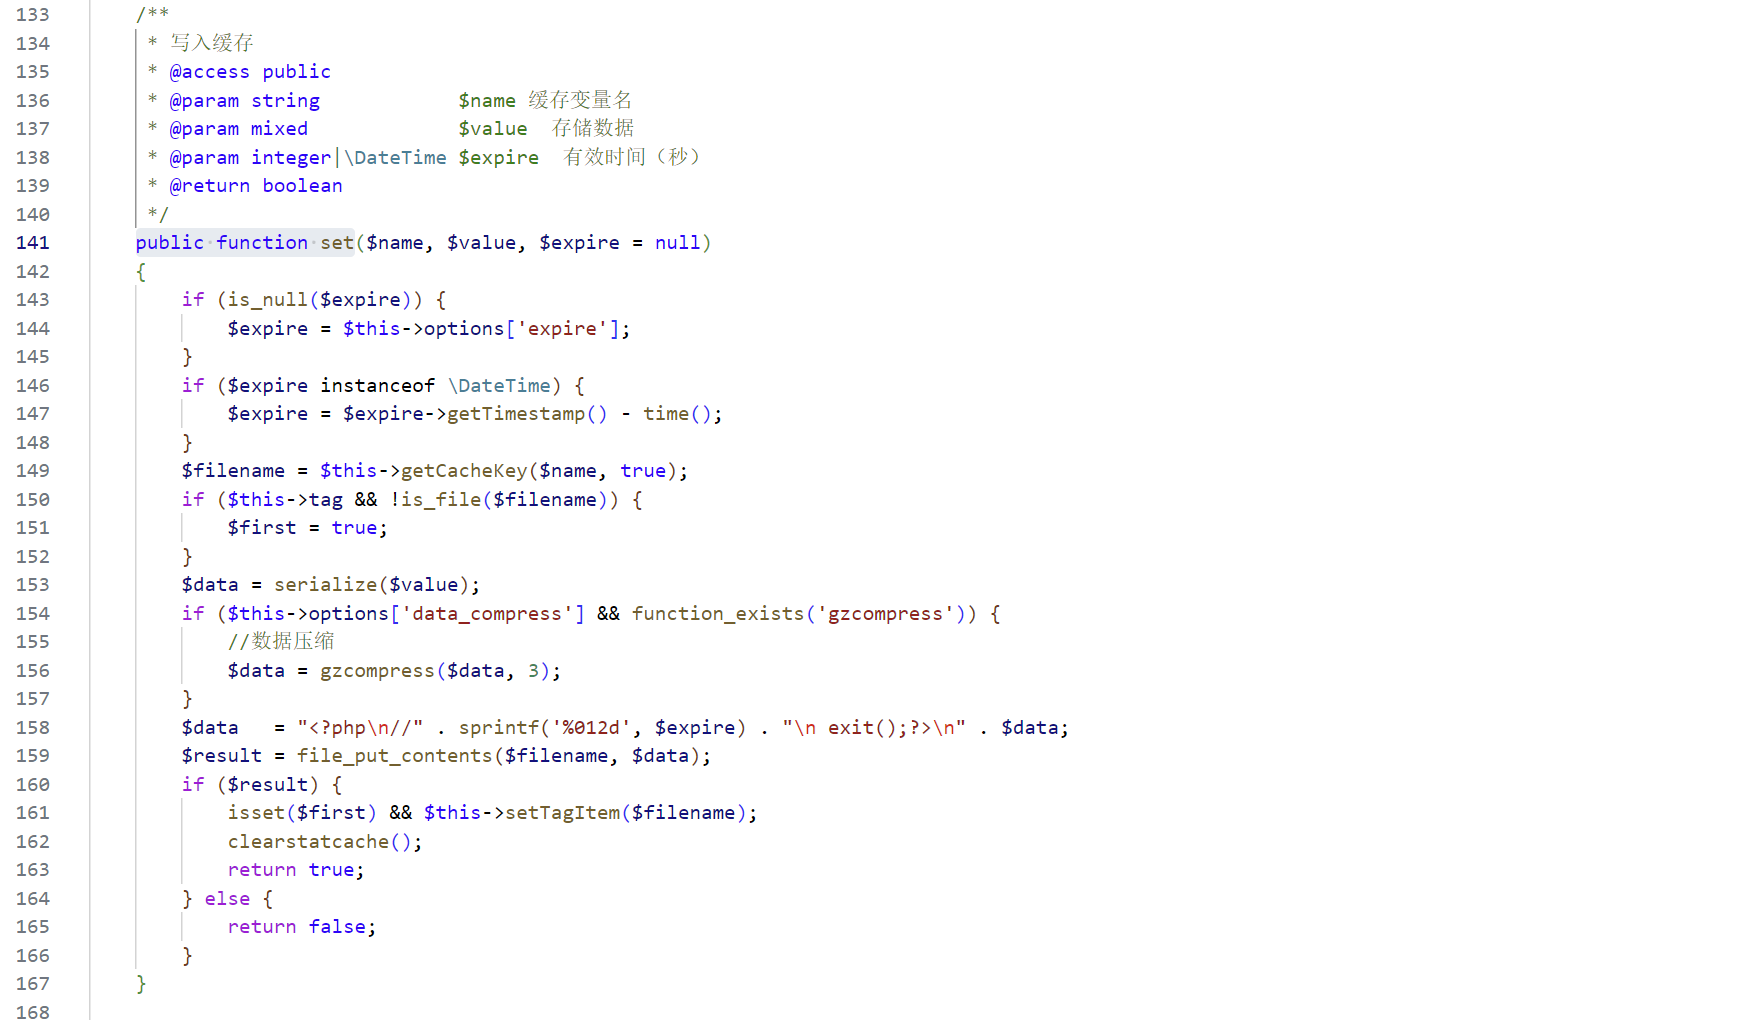 133 /**
134 * 写入缓存
135 * @access public
136 * @param string            $name 缓存变量名
137 * @param mixed             $value  存储数据
138 * @param integer|\DateTime $expire  有效时间（秒）
139 * @return boolean
140 */
141 public function set($name, $value, $expire = null)
142 {
143     if (is_null($expire)) {
144         $expire = $this->options['expire'];
145     }
146     if ($expire instanceof \DateTime) {
147         $expire = $expire->getTimestamp() - time();
148     }
149     $filename = $this->getCacheKey($name, true);
150     if ($this->tag && !is_file($filename)) {
151         $first = true;
152     }
153     $data = serialize($value);
154     if ($this->options['data_compress'] && function_exists('gzcompress')) {
155         //数据压缩
156         $data = gzcompress($data, 3);
157     }
158     $data   = "<?php\n//" . sprintf('%012d', $expire) . "\n exit();?>\n" . $data;
159     $result = file_put_contents($filename, $data);
160     if ($result) {
161         isset($first) && $this->setTagItem($filename);
162         clearstatcache();
163         return true;
164     } else {
165         return false;
166     }
167 }
168